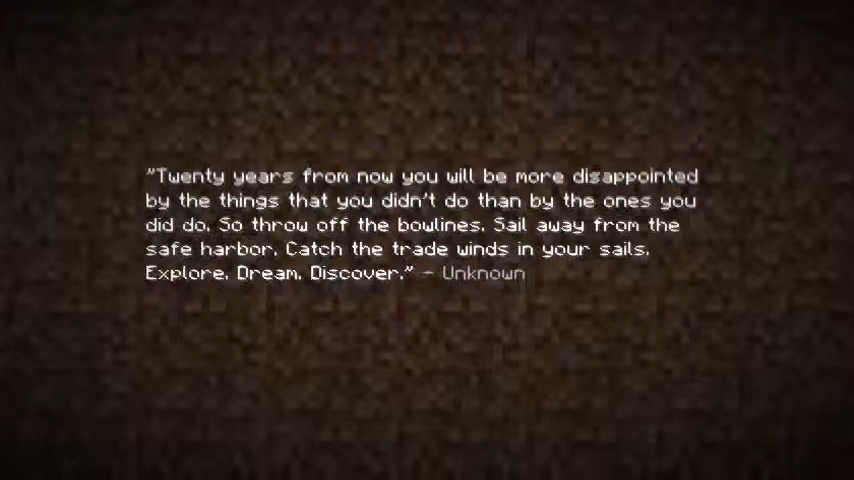 "Twenty years from now you will be more disappointed
by the things that you didn't do than by the ones you
did do. So throw off the bowlines. Sail away from the
safe harbor. Catch the trade winds in your sails.
Explore. Dream. Discover." - Unknown